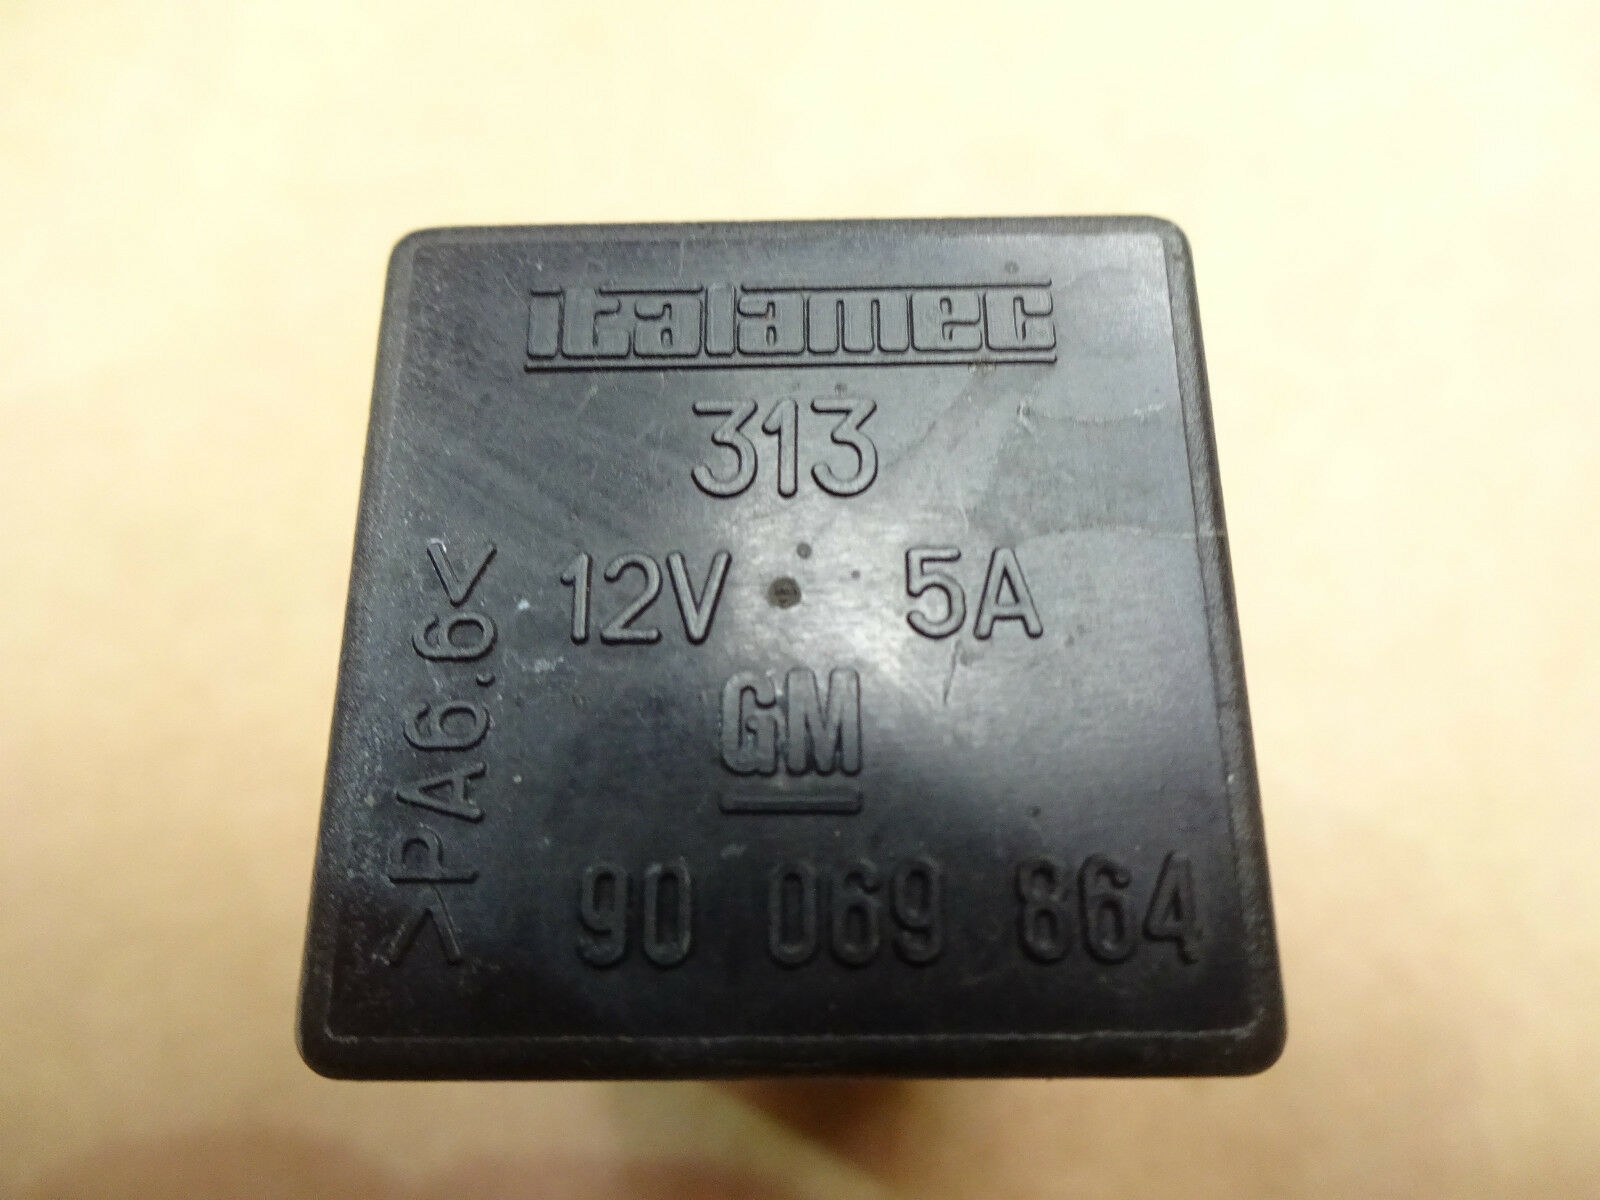 italamec
313
12V 5A
GM
90 069 864
>PA6.6<